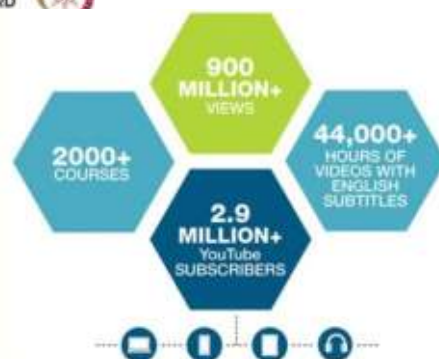 900
MILLION+
VIEWS
2000+
COURSES
44,000+
HOURS OF
VIDEOS WITH
ENGLISH
SUBTITLES
2.9
MILLION+
YouTube
SUBSCRIBERS